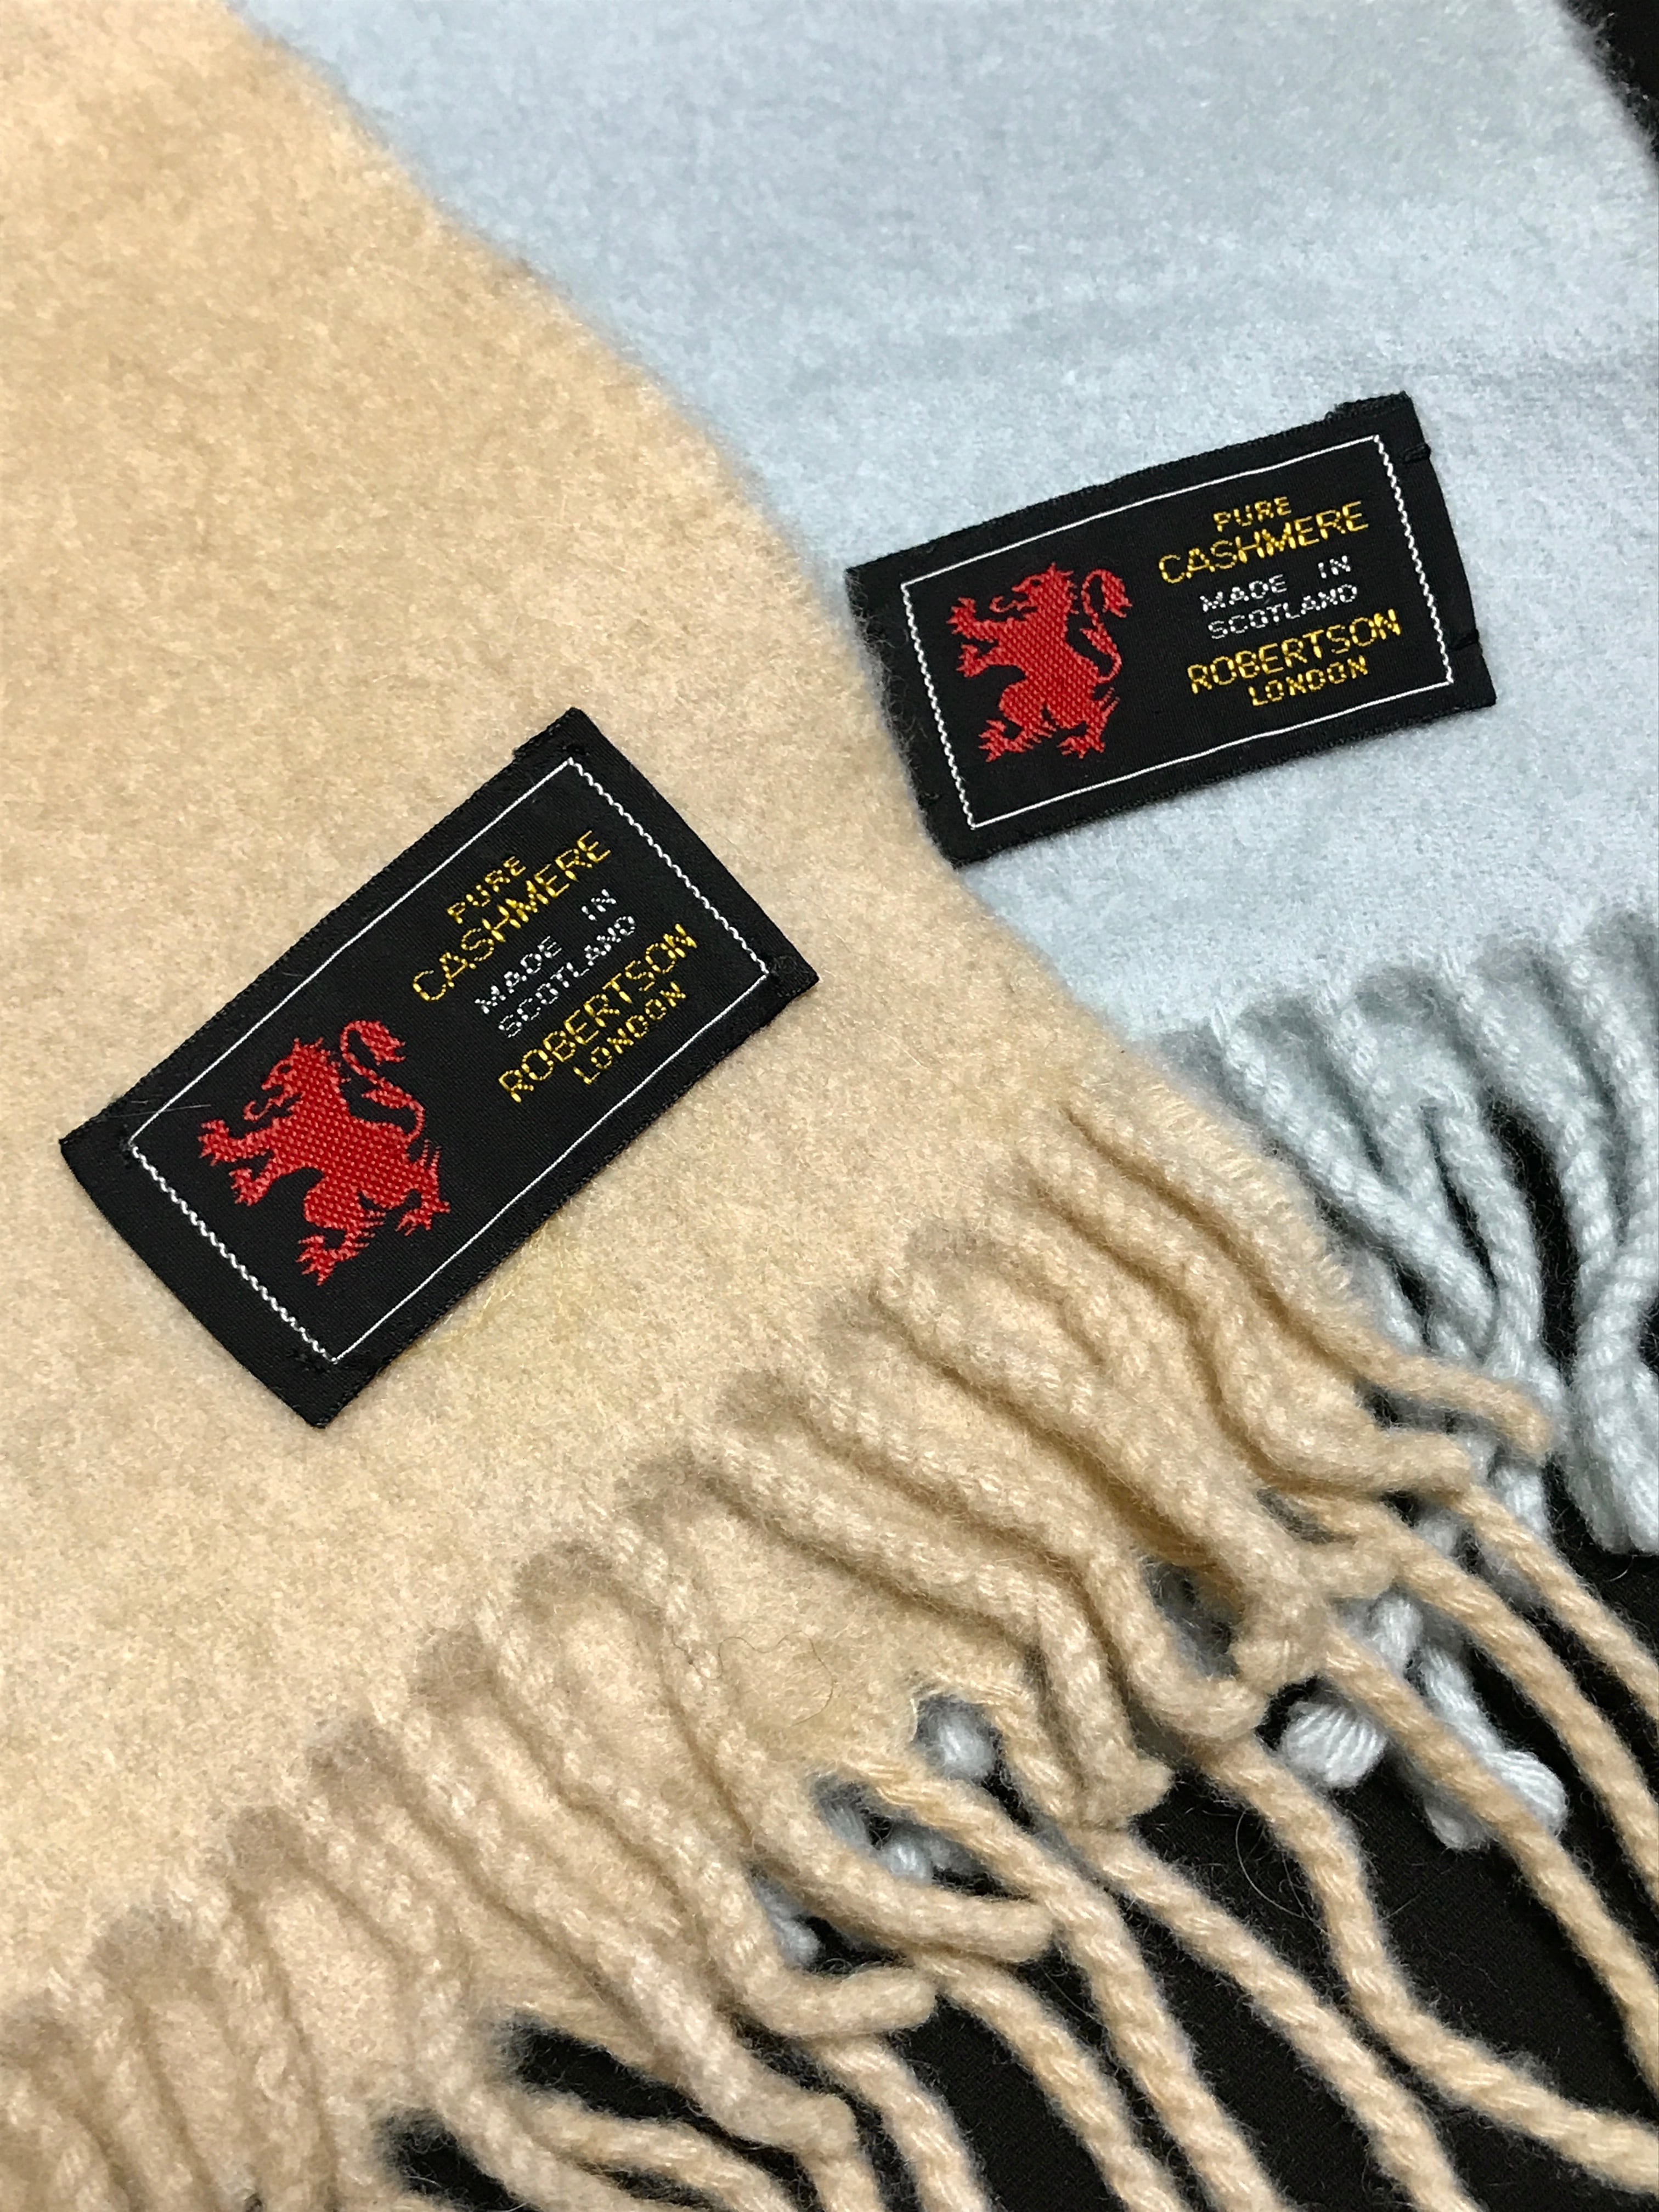 PURE
CASHMERE
MADE IN
SCOTLAND
ROBERTSON
LONDON
PURE
CASHMERE
MADE IN
SCOTLAND
ROBERTSON
LONDON